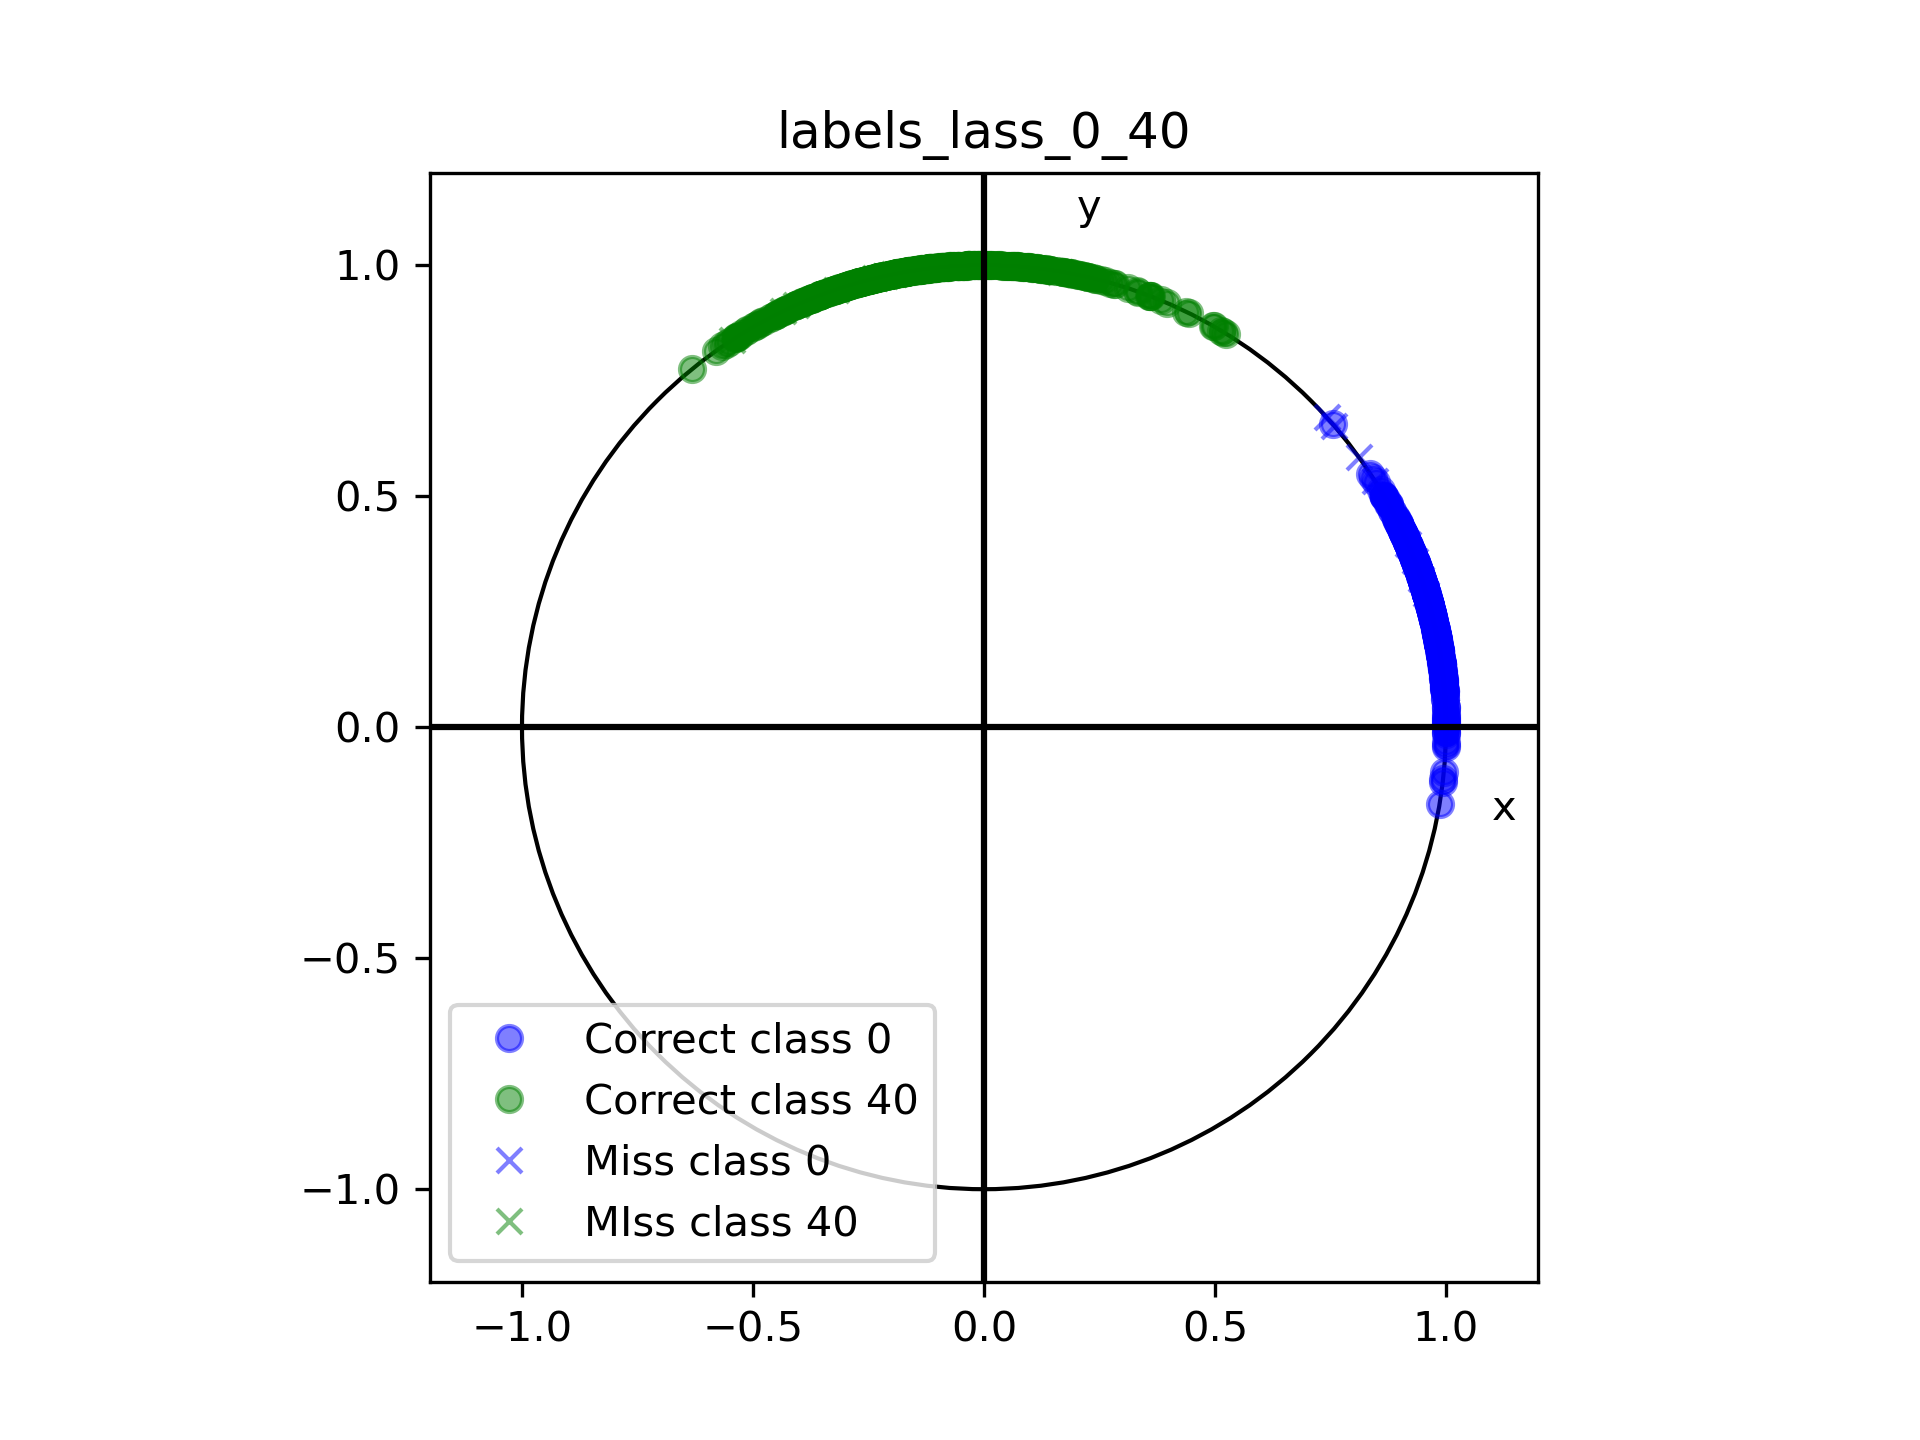 labels_lass_0_40
y
1.0
0.5
0.0
−0.5
−1.0
x
Correct class 0
Correct class 40
Miss class 0
MIss class 40
−1.0 −0.5 0.0 0.5 1.0